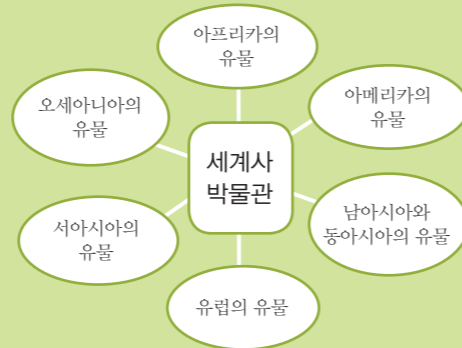 아프리카의
유물
오세아니아의
유물
아메리카의
유물
세계사
박물관
서아시아의
유물
남아시아와
동아시아의 유물
유럽의 유물